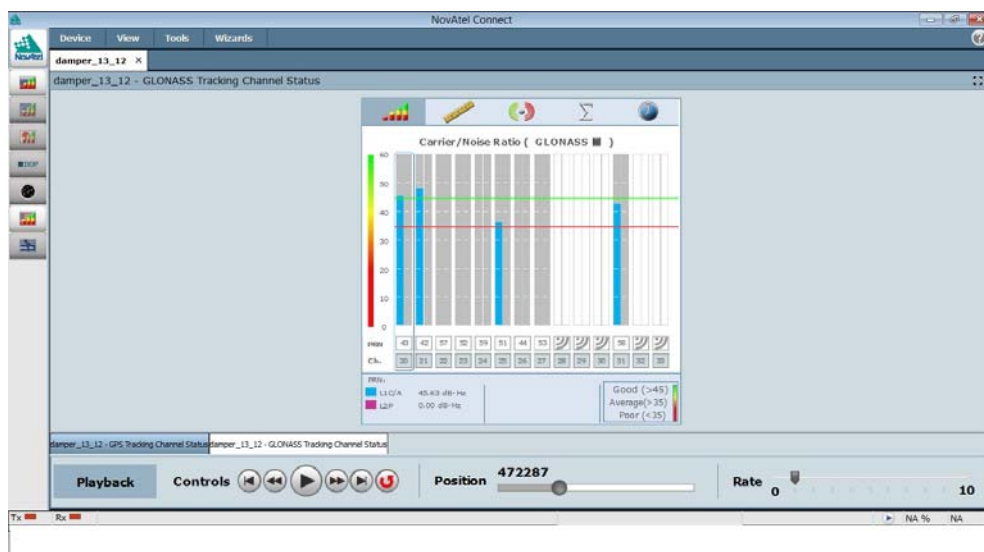 NovAtel Connect
NovAtel
Device View Tools Wizards
damper_13_12 ×
damper_13_12 - GLONASS Tracking Channel Status
DOP
Carrier/Noise Ratio ( GLONASS )
60
50
40
30
20
10
0
PRN 43 42 57 52 59 51 44 53 58
Ch. 20 21 22 23 24 25 26 27 28 29 30 31 32 33
PRN:
L1C/A 45.63 dB-Hz
L2P 0.00 dB-Hz
Good (>45)
Average(>35)
Poor (<35)
damper_13_12 - GPS Tracking Channel Status damper_13_12 - GLONASS Tracking Channel Status
Playback Controls Position 472287 Rate 0 10
Tx Rx NA % NA